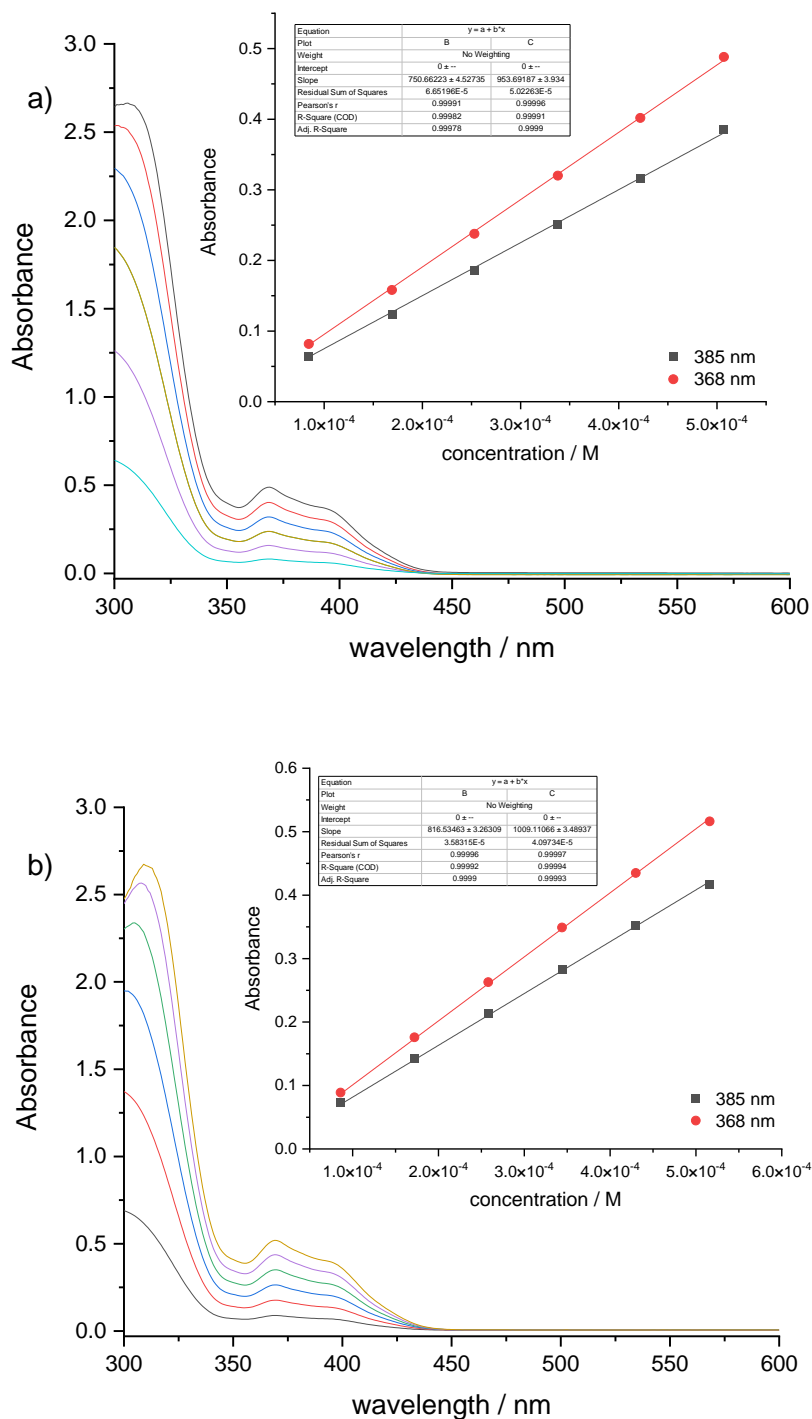 a)
Absorbance
3.0
2.5
2.0
1.5
1.0
0.5
0.0
300
350
400
450
500
550
600
wavelength / nm
Equation y = a + b*x
Plot B C
Weight No Weighting
Intercept 0 ± -- 0 ± --
Slope 750.66223 ± 4.52735 953.69187 ± 3.934
Residual Sum of Squares 6.65196E-5 5.02263E-5
Pearson's r 0.99991 0.99996
R-Square (COD) 0.99982 0.99991
Adj. R-Square 0.99978 0.9999
Absorbance
0.5
0.4
0.3
0.2
0.1
0.0
385 nm
368 nm
1.0×10-4 2.0×10-4 3.0×10-4 4.0×10-4 5.0×10-4
concentration / M
b)
Absorbance
3.0
2.5
2.0
1.5
1.0
0.5
0.0
300
350
400
450
500
550
600
wavelength / nm
Equation y = a + b*x
Plot B C
Weight No Weighting
Intercept 0 ± -- 0 ± --
Slope 816.53463 ± 3.26309 1009.11066 ± 3.48937
Residual Sum of Squares 3.58315E-5 4.09734E-5
Pearson's r 0.99996 0.99997
R-Square (COD) 0.99992 0.99994
Adj. R-Square 0.9999 0.99993
Absorbance
0.6
0.5
0.4
0.3
0.2
0.1
0.0
385 nm
368 nm
1.0×10-4 2.0×10-4 3.0×10-4 4.0×10-4 5.0×10-4 6.0×10-4
concentration / M